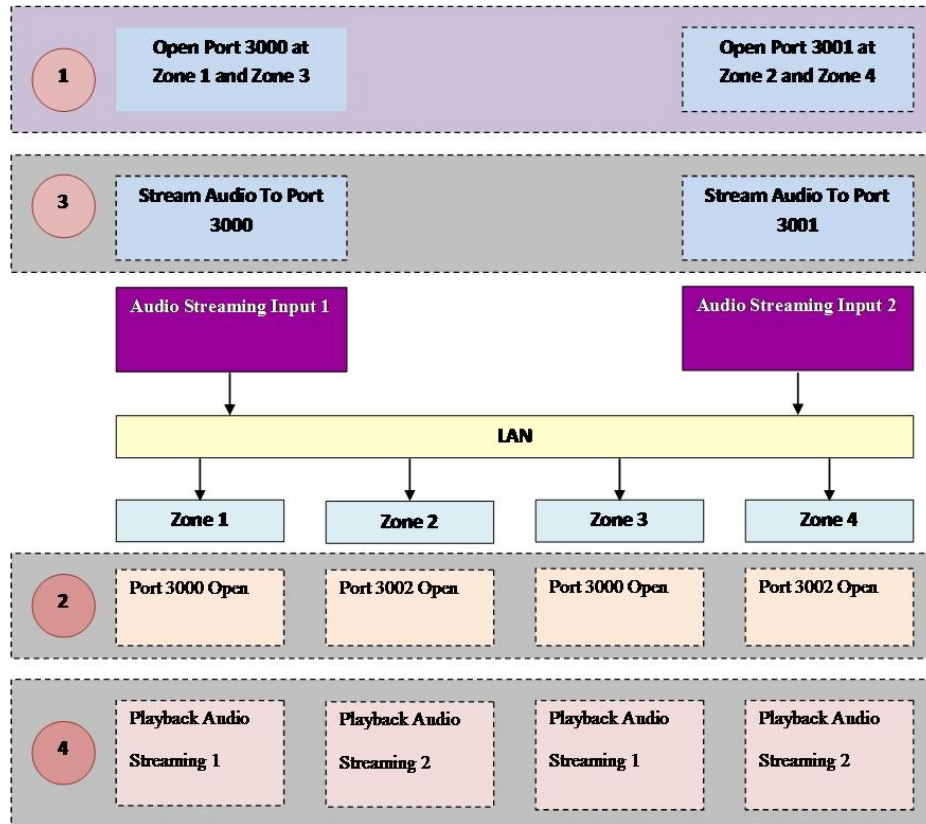 1
Open Port 3000 at
Zone 1 and Zone 3
Open Port 3001 at
Zone 2 and Zone 4
3
Stream Audio To Port
3000
Stream Audio To Port
3001
Audio Streaming Input 1
Audio Streaming Input 2
LAN
Zone 1
Zone 2
Zone 3
Zone 4
2
Port 3000 Open
Port 3002 Open
Port 3000 Open
Port 3002 Open
4
Playback Audio
Streaming 1
Playback Audio
Streaming 2
Playback Audio
Streaming 1
Playback Audio
Streaming 2